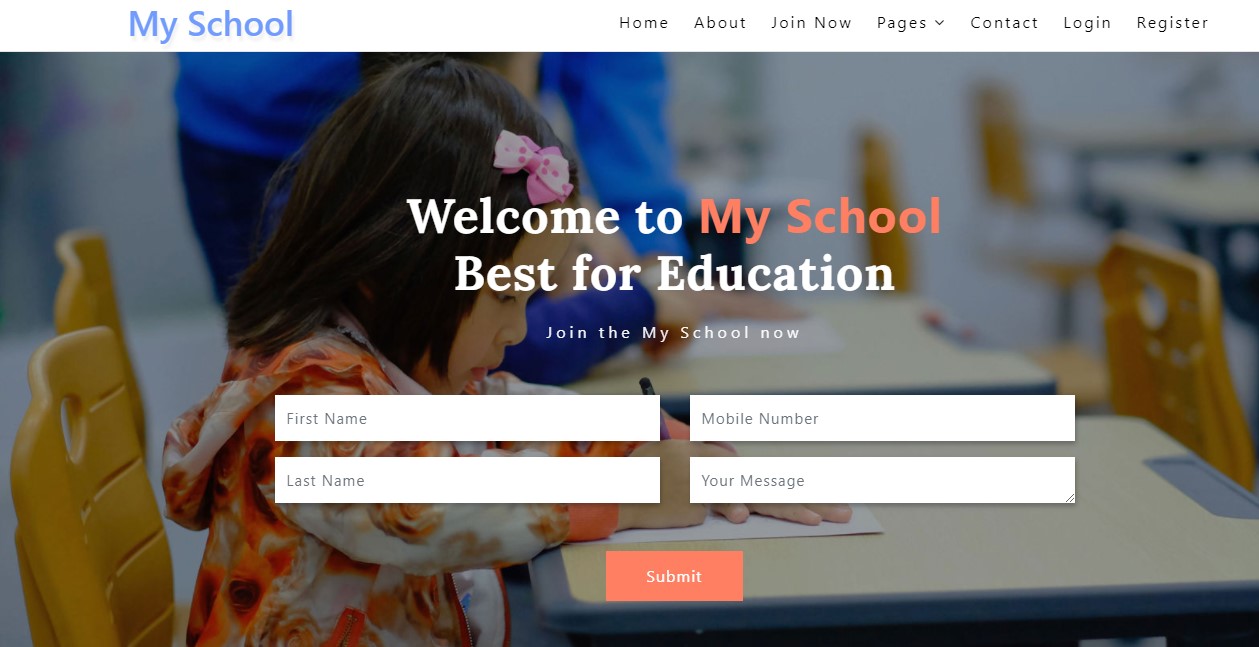 My School
Home About Join Now Pages Contact Login Register
Welcome to My School
Best for Education
Join the My School now
First Name
Mobile Number
Last Name
Your Message
Submit